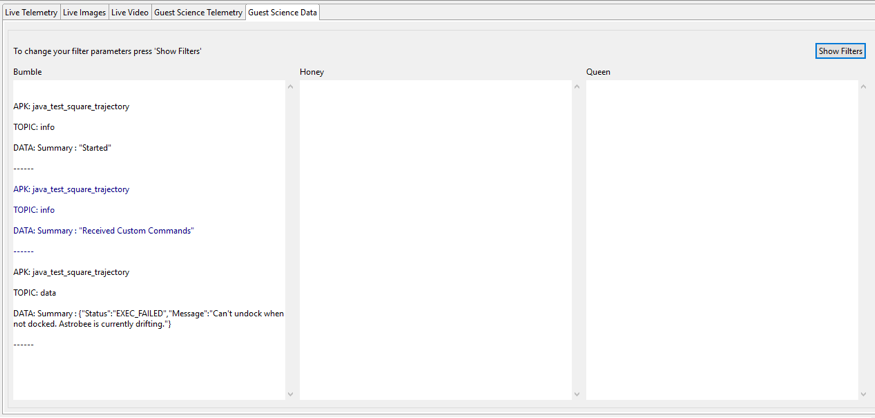 Live Telemetry Live Images Live Video Guest Science Telemetry Guest Science Data
To change your filter parameters press 'Show Filters'
Show Filters
Bumble
APK: java_test_square_trajectory
TOPIC: info
DATA: Summary : "Started"
------
APK: java_test_square_trajectory
TOPIC: info
DATA: Summary : "Received Custom Commands"
------
APK: java_test_square_trajectory
TOPIC: data
DATA: Summary : {"Status":"EXEC_FAILED","Message":"Can't undock when
not docked. Astrobee is currently drifting."}
------
Honey
Queen